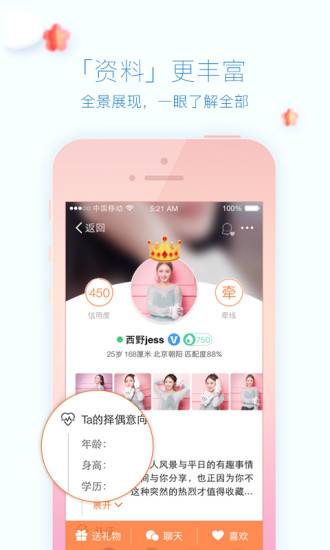 「资料」更丰富
全景展现，一眼了解全部
中国移动
5:21 AM
100%
返回
450
信用度
牵
牵线
西野jess V 750
25岁 168厘米 北京朝阳 匹配度88%
Ta的择偶意向
年龄：
身高：
学历：
人风景与平日的有趣事情
间与你分享，也正因为你不
这种突然的热烈才值得收藏...
展开
送礼物
聊天
喜欢